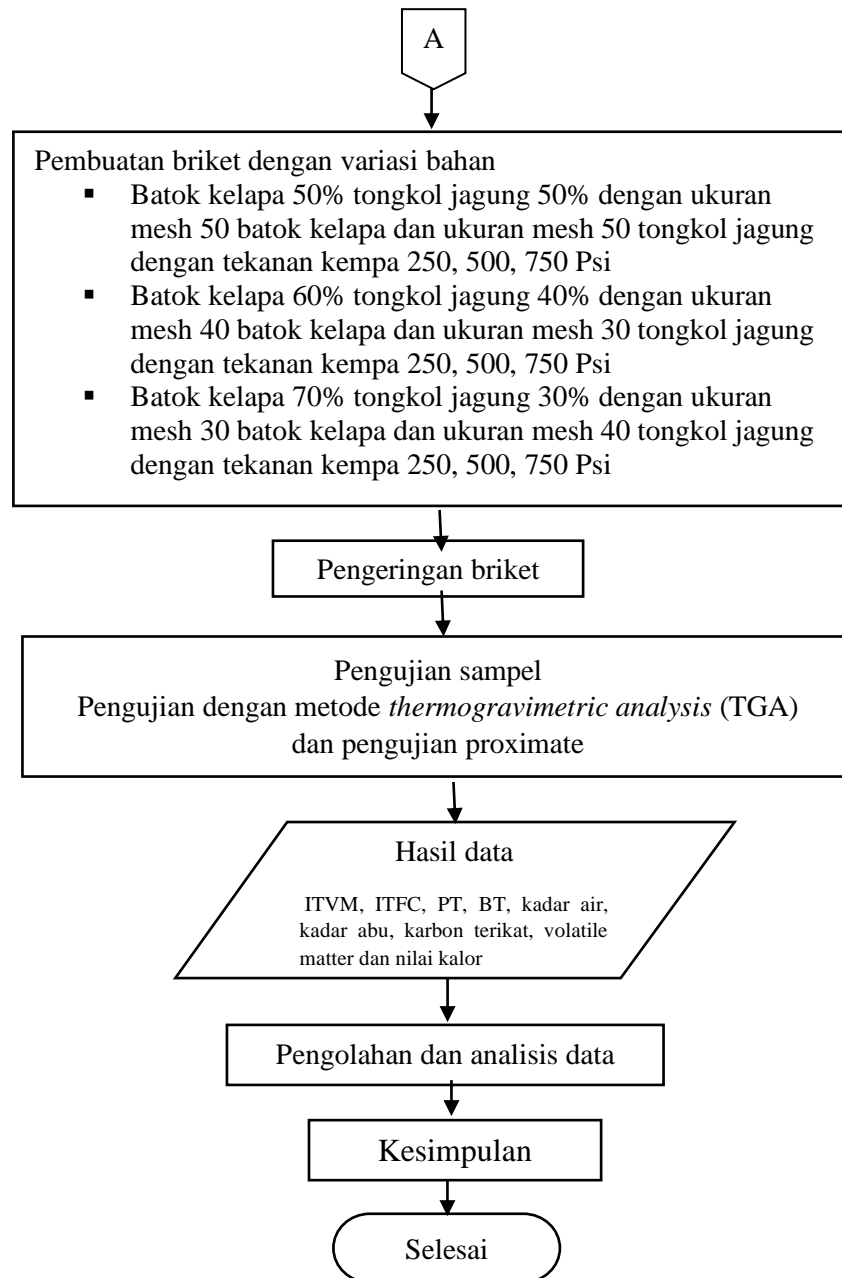 A
Pembuatan briket dengan variasi bahan
▪ Batok kelapa 50% tongkol jagung 50% dengan ukuran
mesh 50 batok kelapa dan ukuran mesh 50 tongkol jagung
dengan tekanan kempa 250, 500, 750 Psi
▪ Batok kelapa 60% tongkol jagung 40% dengan ukuran
mesh 40 batok kelapa dan ukuran mesh 30 tongkol jagung
dengan tekanan kempa 250, 500, 750 Psi
▪ Batok kelapa 70% tongkol jagung 30% dengan ukuran
mesh 30 batok kelapa dan ukuran mesh 40 tongkol jagung
dengan tekanan kempa 250, 500, 750 Psi
Pengeringan briket
Pengujian sampel
Pengujian dengan metode thermogravimetric analysis (TGA)
dan pengujian proximate
Hasil data
ITVM, ITFC, PT, BT, kadar air,
kadar abu, karbon terikat, volatile
matter dan nilai kalor
Pengolahan dan analisis data
Kesimpulan
Selesai